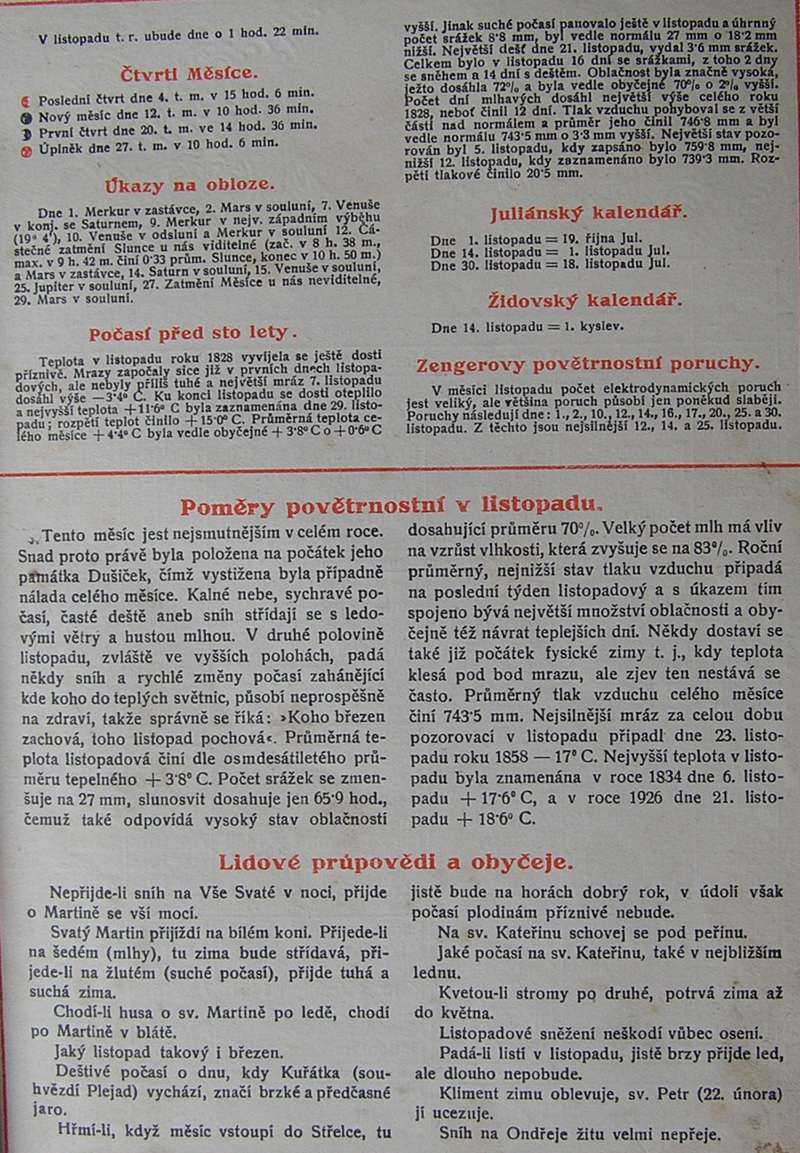 V listopadu t. r. ubude dne o 1 hod. 22 min.
Čtvrti Měsíce.
Poslední čtvrt dne 4. t. m. v 15 hod. 6 min.
Nový měsíc dne 12. t. m. v 10 hod. 36 min.
První čtvrt dne 20. t. m. ve 14 hod. 36 min.
Úplněk dne 27. t. m. v 10 hod. 6 min.
Úkazy na obloze.
Dne 1. Merkur v zastávce, 2. Mars v souluní, 7. Venuše
v konj. se Saturnem, 9. Merkur v nejv. západním výběhu
(19° 4'), 10. Venuše v odsluní a Merkur v souluní 12. Čá-
stečné zatmění Slunce u nás viditelné (zač. v 8 h. 38 m.,
max. v 9 h. 42 m. činí 0·33 prům. Slunce, konec v 10 h. 50 m.)
a Mars v zastávce, 14. Saturn v souluní, 15. Venuše v souluní,
25. Jupiter v souluní, 27. Zatmění Měsíce u nás neviditelné,
29. Mars v souluní.
Počasí před sto lety.
Teplota v listopadu roku 1828 vyvíjela se ještě dosti
příznivě. Mrazy započaly sice již v prvních dnech listopa-
dových, ale nebyly příliš tuhé a největší mráz 7. listopadu
dosáhl výše —3·4° C. Ku konci listopadu se dosti oteplilo
a nejvyšší teplota +11·6° C byla zaznamenána dne 29. listo-
padu; rozpětí teplot činilo +15·0° C. Průměrná teplota ce-
lého měsíce +4·4° C byla vedle obyčejné +3·8° C o +0·6° C
vyšší. Jinak suché počasí panovalo ještě v listopadu a úhrnný
počet srážek 8·8 mm, byl vedle normálu 27 mm o 18·2 mm
nižší. Největší dešť dne 21. listopadu, vydal 3·6 mm srážek.
Celkem bylo v listopadu 16 dní se srážkami, z toho 2 dny
se sněhem a 14 dní s deštěm. Oblačnost byla značně vysoká,
ježto dosáhla 72% a byla vedle obyčejné 70% o 2% vyšší.
Počet dní mlhavých dosáhl největší výše celého roku
1828, neboť činil 12 dní. Tlak vzduchu pohyboval se z větší
části nad normálem a průměr jeho činil 746·8 mm a byl
vedle normálu 743·5 mm o 3·3 mm vyšší. Největší stav pozo-
rován byl 5. listopadu, kdy zapsáno bylo 759·8 mm, nej-
nižší 12. listopadu, kdy zaznamenáno bylo 739·3 mm. Roz-
pětí tlakové činilo 20·5 mm.
Juliánský kalendář.
Dne 1. listopadu = 19. října Jul.
Dne 14. listopadu = 1. listopadu Jul.
Dne 30. listopadu = 18. listopadu Jul.
Židovský kalendář.
Dne 14. listopadu = 1. kyslev.
Zengerovy povětrnostní poruchy.
V měsíci listopadu počet elektrodynamických poruch
jest veliký, ale většina poruch působí jen poněkud slaběji.
Poruchy následují dne: 1., 2., 10., 12., 14., 16., 17., 20., 25. a 30.
listopadu. Z těchto jsou nejsilnější 12., 14. a 25. listopadu.
Poměry povětrnostní v listopadu.
Tento měsíc jest nejsmutnějším v celém roce.
Snad proto právě byla položena na počátek jeho
památka Dušiček, čímž vystižena byla případně
nálada celého měsíce. Kalné nebe, sychravé po-
časí, časté deště aneb sníh střídají se s ledo-
vými větry a hustou mlhou. V druhé polovině
listopadu, zvláště ve vyšších polohách, padá
někdy sníh a rychlé změny počasí zahánějící
kde koho do teplých světnic, působí neprospěšně
na zdraví, takže správně se říká: ›Koho březen
zachová, toho listopad pochová‹. Průměrná te-
plota listopadová činí dle osmdesátiletého prů-
měru tepelného +3·8° C. Počet srážek se zmen-
šuje na 27 mm, slunosvit dosahuje jen 65·9 hod.,
čemuž také odpovídá vysoký stav oblačnosti
dosahující průměru 70%. Velký počet mlh má vliv
na vzrůst vlhkosti, která zvyšuje se na 83%. Roční
průměrný, nejnižší stav tlaku vzduchu připadá
na poslední týden listopadový a s úkazem tím
spojeno bývá největší množství oblačnosti a oby-
čejně též návrat teplejších dní. Někdy dostaví se
také již počátek fysické zimy t. j., kdy teplota
klesá pod bod mrazu, ale zjev ten nestává se
často. Průměrný tlak vzduchu celého měsíce
činí 743·5 mm. Nejsilnější mráz za celou dobu
pozorovací v listopadu připadl dne 23. listo-
padu roku 1858 — 17° C. Nejvyšší teplota v listo-
padu byla znamenána v roce 1834 dne 6. listo-
padu +17·6° C, a v roce 1926 dne 21. listo-
padu +18·6° C.
Lidové průpovědi a obyčeje.
Nepřijde-li sníh na Vše Svaté v noci, přijde
o Martině se vší mocí.
Svatý Martin přijíždí na bílém koni. Přijede-li
na šedém (mlhy), tu zima bude střídavá, při-
jede-li na žlutém (suché počasí), přijde tuhá a
suchá zima.
Chodí-li husa o sv. Martině po ledě, chodí
po Martině v blátě.
Jaký listopad takový i březen.
Deštivé počasí o dnu, kdy Kuřátka (sou-
hvězdí Plejad) vychází, značí brzké a předčasné
jaro.
Hřmí-li, když měsíc vstoupí do Střelce, tu
jistě bude na horách dobrý rok, v údolí však
počasí plodinám příznivé nebude.
Na sv. Kateřinu schovej se pod peřinu.
Jaké počasí na sv. Kateřinu, také v nejbližším
lednu.
Kvetou-li stromy po druhé, potrvá zima až
do května.
Listopadové sněžení neškodí vůbec osení.
Padá-li listí v listopadu, jistě brzy přijde led,
ale dlouho nepobude.
Kliment zimu oblevuje, sv. Petr (22. února)
jí ucezuje.
Sníh na Ondřeje žitu velmi nepřeje.